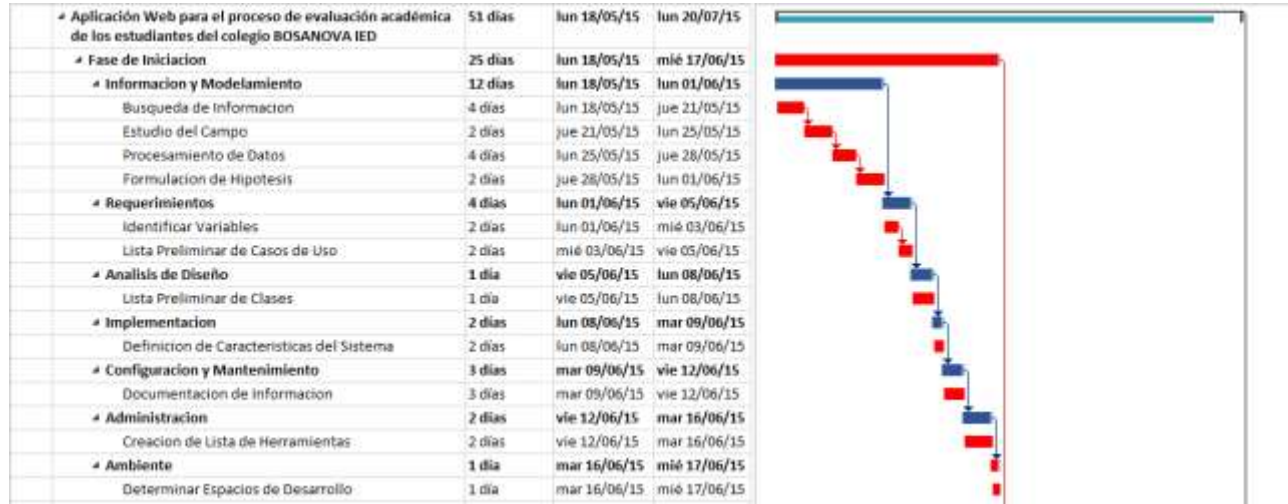 Aplicación Web para el proceso de evaluación académica 51 días lun 18/05/15 lun 20/07/15
de los estudiantes del colegio BOSANOVA IED
Fase de Iniciacion 25 días lun 18/05/15 mié 17/06/15
Informacion y Modelamiento 12 días lun 18/05/15 lun 01/06/15
Busqueda de Informacion 4 días lun 18/05/15 jue 21/05/15
Estudio del Campo 2 días jue 21/05/15 lun 25/05/15
Procesamiento de Datos 4 días lun 25/05/15 jue 28/05/15
Formulacion de Hipotesis 2 días jue 28/05/15 lun 01/06/15
Requerimientos 4 días lun 01/06/15 vie 05/06/15
Identificar Variables 2 días lun 01/06/15 mié 03/06/15
Lista Preliminar de Casos de Uso 2 días mié 03/06/15 vie 05/06/15
Analisis de Diseño 1 día vie 05/06/15 lun 08/06/15
Lista Preliminar de Clases 1 día vie 05/06/15 lun 08/06/15
Implementacion 2 días lun 08/06/15 mar 09/06/15
Definicion de Caracteristicas del Sistema 2 días lun 08/06/15 mar 09/06/15
Configuracion y Mantenimiento 3 días mar 09/06/15 vie 12/06/15
Documentacion de Informacion 3 días mar 09/06/15 vie 12/06/15
Administracion 2 días vie 12/06/15 mar 16/06/15
Creacion de Lista de Herramientas 2 días vie 12/06/15 mar 16/06/15
Ambiente 1 día mar 16/06/15 mié 17/06/15
Determinar Espacios de Desarrollo 1 día mar 16/06/15 mié 17/06/15